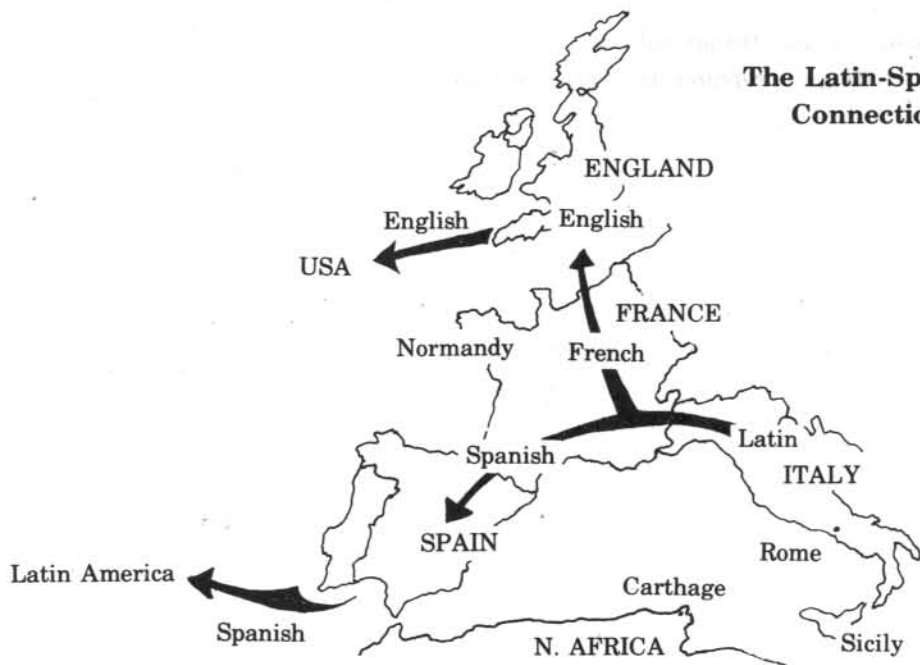 The Latin-Sp
Connectio
ENGLAND
English
English
USA
FRANCE
Normandy
French
Latin
Spanish
ITALY
SPAIN
Rome
Latin America
Carthage
Spanish
N. AFRICA
Sicily